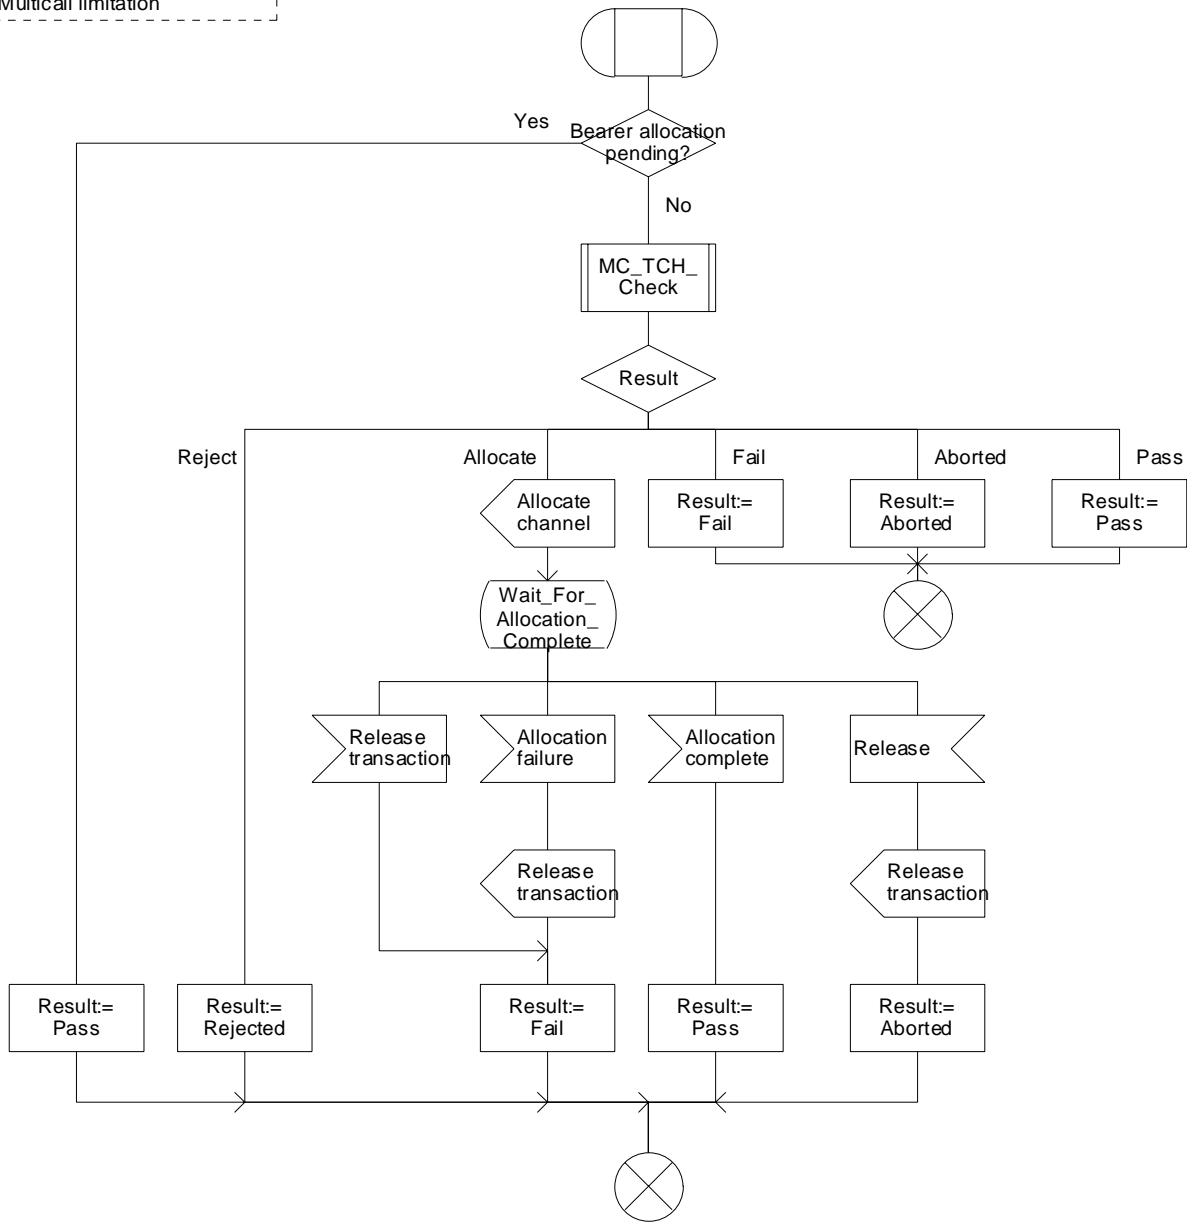 Multicall limitation
Yes
Bearer allocation
pending?
No
MC_TCH_
Check
Result
Reject
Allocate
Fail
Aborted
Pass
Allocate
channel
Result:=
Fail
Result:=
Aborted
Result:=
Pass
Wait_For_
Allocation_
Complete
Release
transaction
Allocation
failure
Allocation
complete
Release
Release
transaction
Release
transaction
Result:=
Pass
Result:=
Rejected
Result:=
Fail
Result:=
Pass
Result:=
Aborted